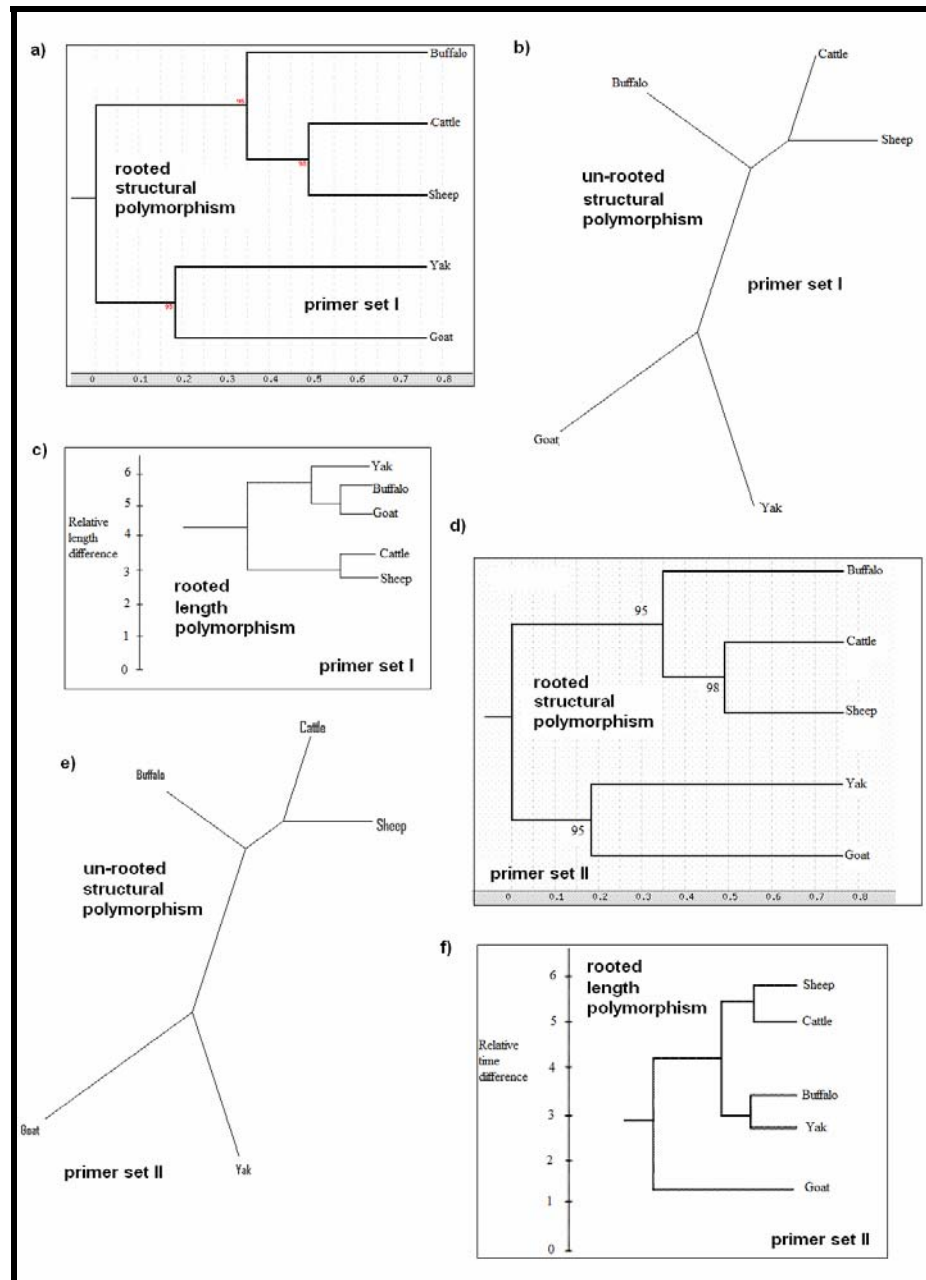 a)
Buffalo
95
Cattle
rooted
structural
polymorphism
98
Sheep
Yak
primer set I
95
Goat
0 0.1 0.2 0.3 0.4 0.5 0.6 0.7 0.8
b)
Cattle
Buffalo
Sheep
un-rooted
structural
polymorphism
primer set I
Goat
Yak
c)
6
5
4
3
2
1
0
Relative
length
difference
Yak
Buffalo
Goat
Cattle
Sheep
rooted
length
polymorphism
primer set I
d)
Buffalo
95
Cattle
rooted
structural
polymorphism
98
Sheep
Yak
95
Goat
primer set II
0 0.1 0.2 0.3 0.4 0.5 0.6 0.7 0.8
e)
Cattle
Buffalo
Sheep
un-rooted
structural
polymorphism
Goat
Yak
primer set II
f)
6
5
4
3
2
1
0
rooted
length
polymorphism
Relative
time
difference
Sheep
Cattle
Buffalo
Yak
Goat
primer set II